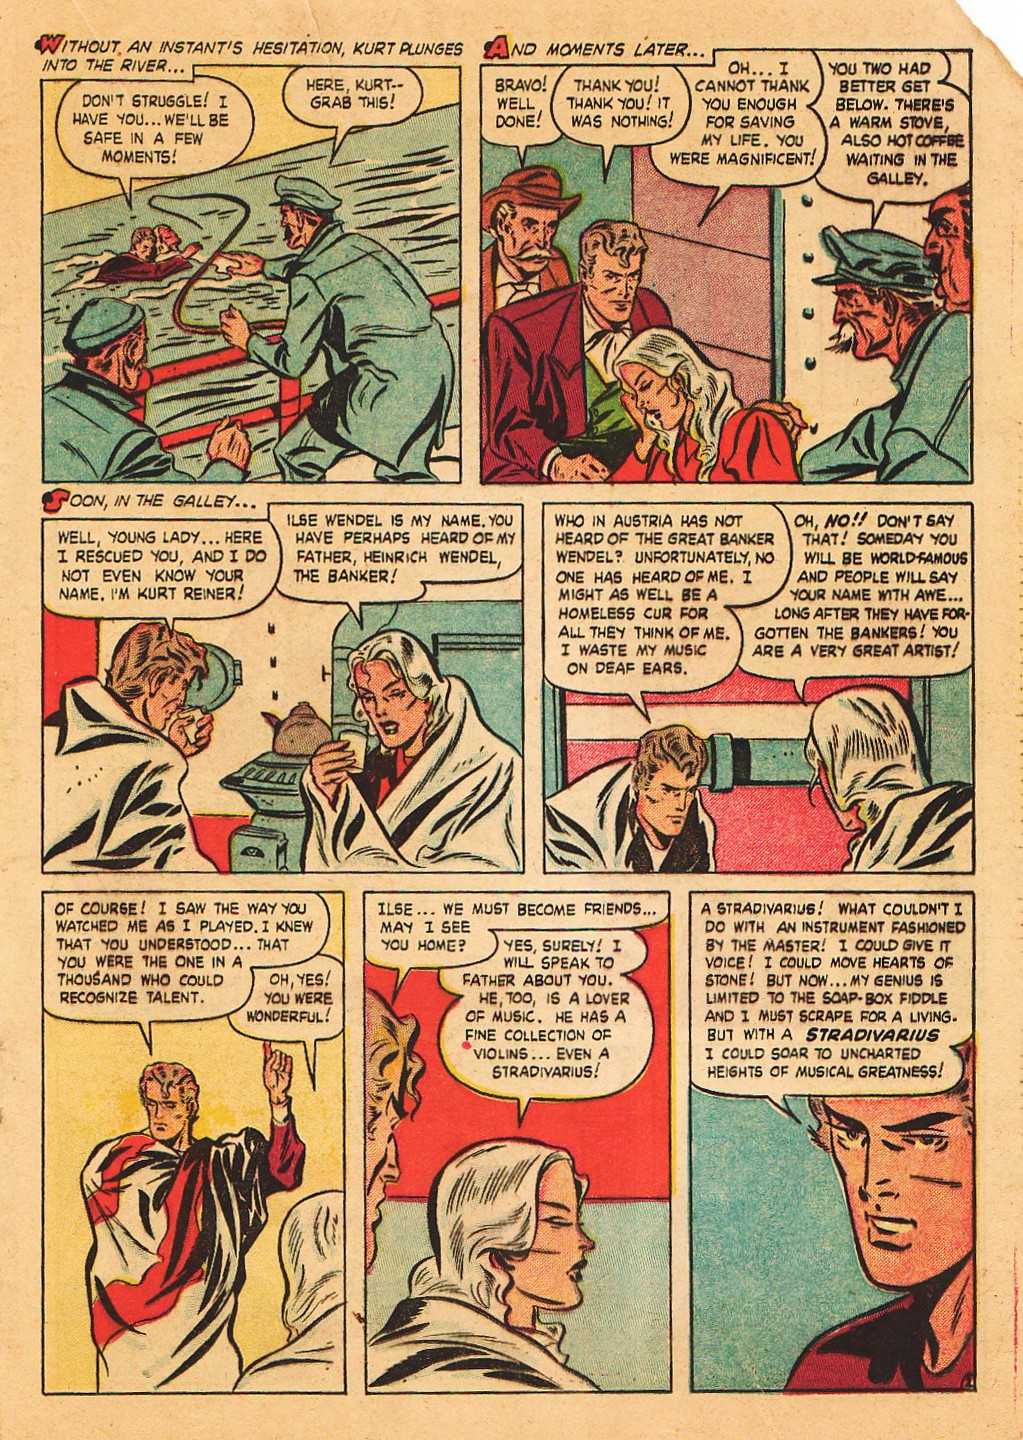 WITHOUT AN INSTANT'S HESITATION, KURT PLUNGES
INTO THE RIVER...
DON'T STRUGGLE! I
HAVE YOU...WE'LL BE
SAFE IN A FEW
MOMENTS!
HERE, KURT--
GRAB THIS!
AND MOMENTS LATER...
BRAVO!
WELL
DONE!
THANK YOU!
THANK YOU! IT
WAS NOTHING!
OH... I
CANNOT THANK
YOU ENOUGH
FOR SAVING
MY LIFE. YOU
WERE MAGNIFICENT!
YOU TWO HAD
BETTER GET
BELOW. THERE'S
A WARM STOVE,
ALSO HOT COFFEE
WAITING IN THE
GALLEY.
SOON, IN THE GALLEY...
WELL, YOUNG LADY... HERE
I RESCUED YOU, AND I DO
NOT EVEN KNOW YOUR
NAME. I'M KURT REINER!
ILSE WENDEL IS MY NAME. YOU
HAVE PERHAPS HEARD OF MY
FATHER, HEINRICH WENDEL,
THE BANKER!
WHO IN AUSTRIA HAS NOT
HEARD OF THE GREAT BANKER
WENDEL? UNFORTUNATELY, NO
ONE HAS HEARD OF ME. I
MIGHT AS WELL BE A
HOMELESS CUR FOR
ALL THEY THINK OF ME.
I WASTE MY MUSIC
ON DEAF EARS.
OH, NO!! DON'T SAY
THAT! SOMEDAY YOU
WILL BE WORLD-FAMOUS
AND PEOPLE WILL SAY
YOUR NAME WITH AWE...
LONG AFTER THEY HAVE FOR-
GOTTEN THE BANKERS! YOU
ARE A VERY GREAT ARTIST!
OF COURSE! I SAW THE WAY YOU
WATCHED ME AS I PLAYED. I KNEW
THAT YOU UNDERSTOOD... THAT
YOU WERE THE ONE IN A
THOUSAND WHO COULD
RECOGNIZE TALENT.
OH, YES!
YOU WERE
WONDERFUL!
ILSE... WE MUST BECOME FRIENDS...
MAY I SEE
YOU HOME?
YES, SURELY! I
WILL SPEAK TO
FATHER ABOUT YOU.
HE, TOO, IS A LOVER
OF MUSIC. HE HAS A
FINE COLLECTION OF
VIOLINS... EVEN A
STRADIVARIUS!
A STRADIVARIUS! WHAT COULDN'T I
DO WITH AN INSTRUMENT FASHIONED
BY THE MASTER! I COULD GIVE IT
VOICE! I COULD MOVE HEARTS OF
STONE! BUT NOW... MY GENIUS IS
LIMITED TO THE SOAP-BOX FIDDLE
AND I MUST SCRAPE FOR A LIVING.
BUT WITH A STRADIVARIUS
I COULD SOAR TO UNCHARTED
HEIGHTS OF MUSICAL GREATNESS!